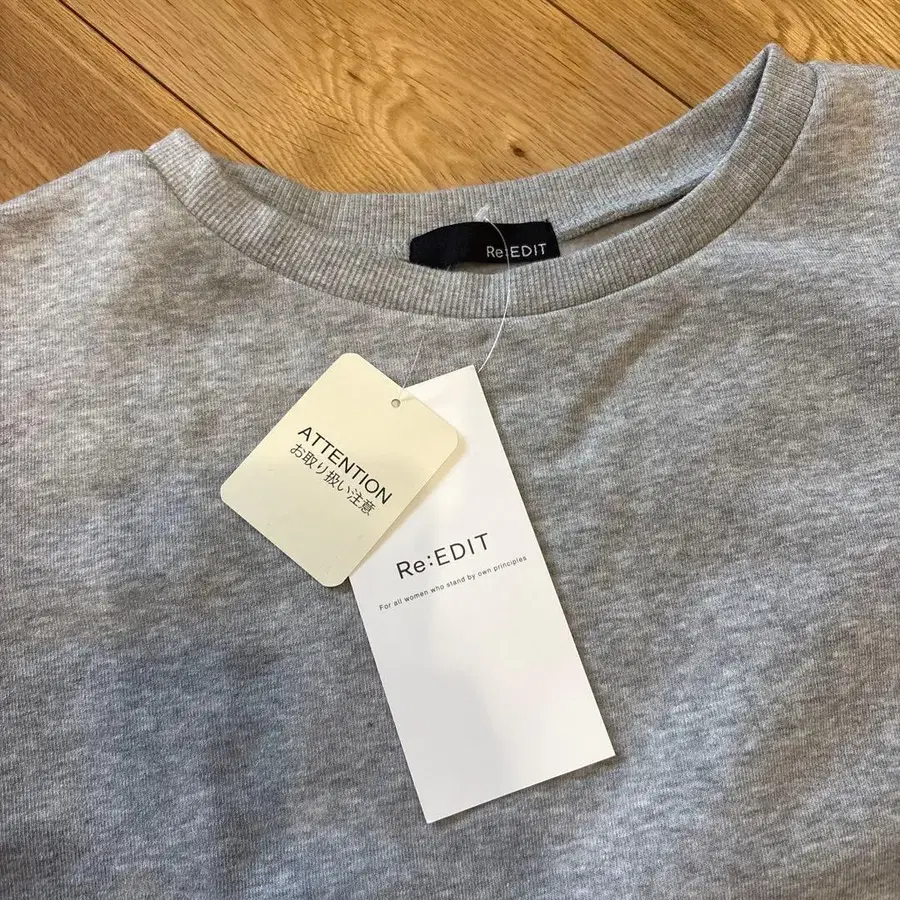 Re:EDIT
ATTENTION
お取り扱い注意
Re:EDIT
For all women who stand by own principles